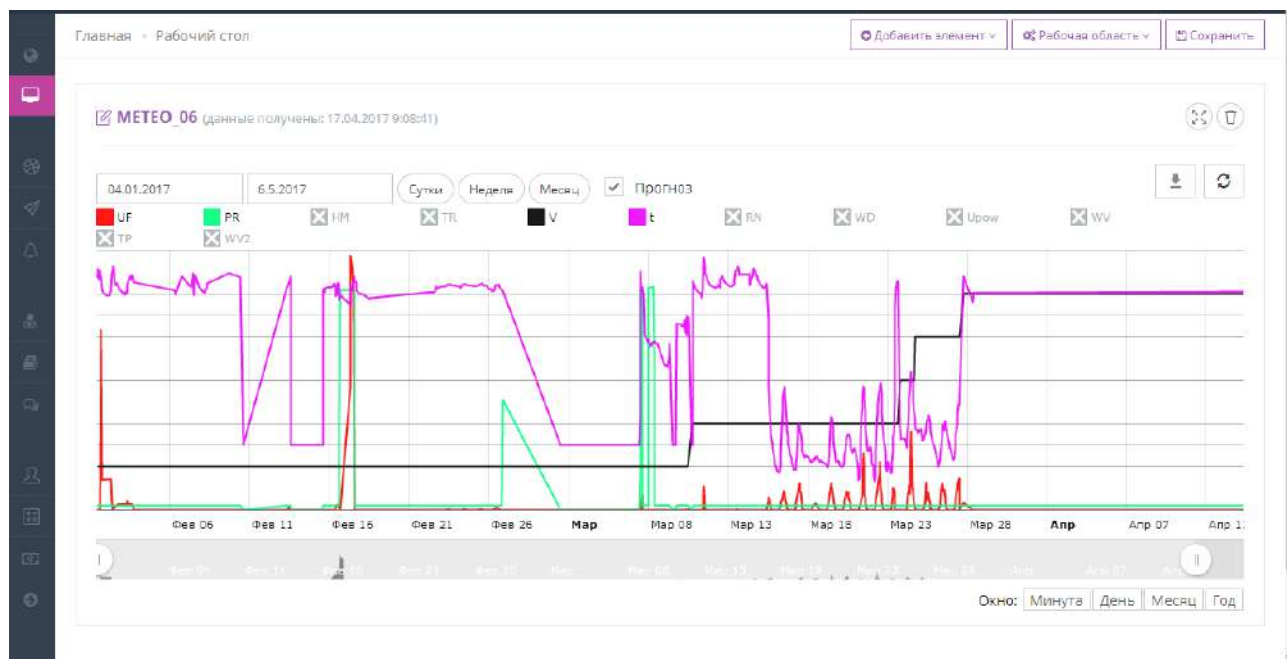 Главная • Рабочий стол
Добавить элемент
Рабочая область
Сохранить
METEO_06 (данные получены: 17.04.2017 9:08:41)
04.01.2017
6.5.2017
Сутки
Неделя
Месяц
Прогноз
UF PR HM TR V t RN WD Upow WV
TP WV2
Фев 06 Фев 11 Фев 16 Фев 21 Фев 26 Мар Мар 08 Мар 13 Мар 18 Мар 23 Мар 28 Апр Апр 07 Апр
Окно: Минута День Месяц Год